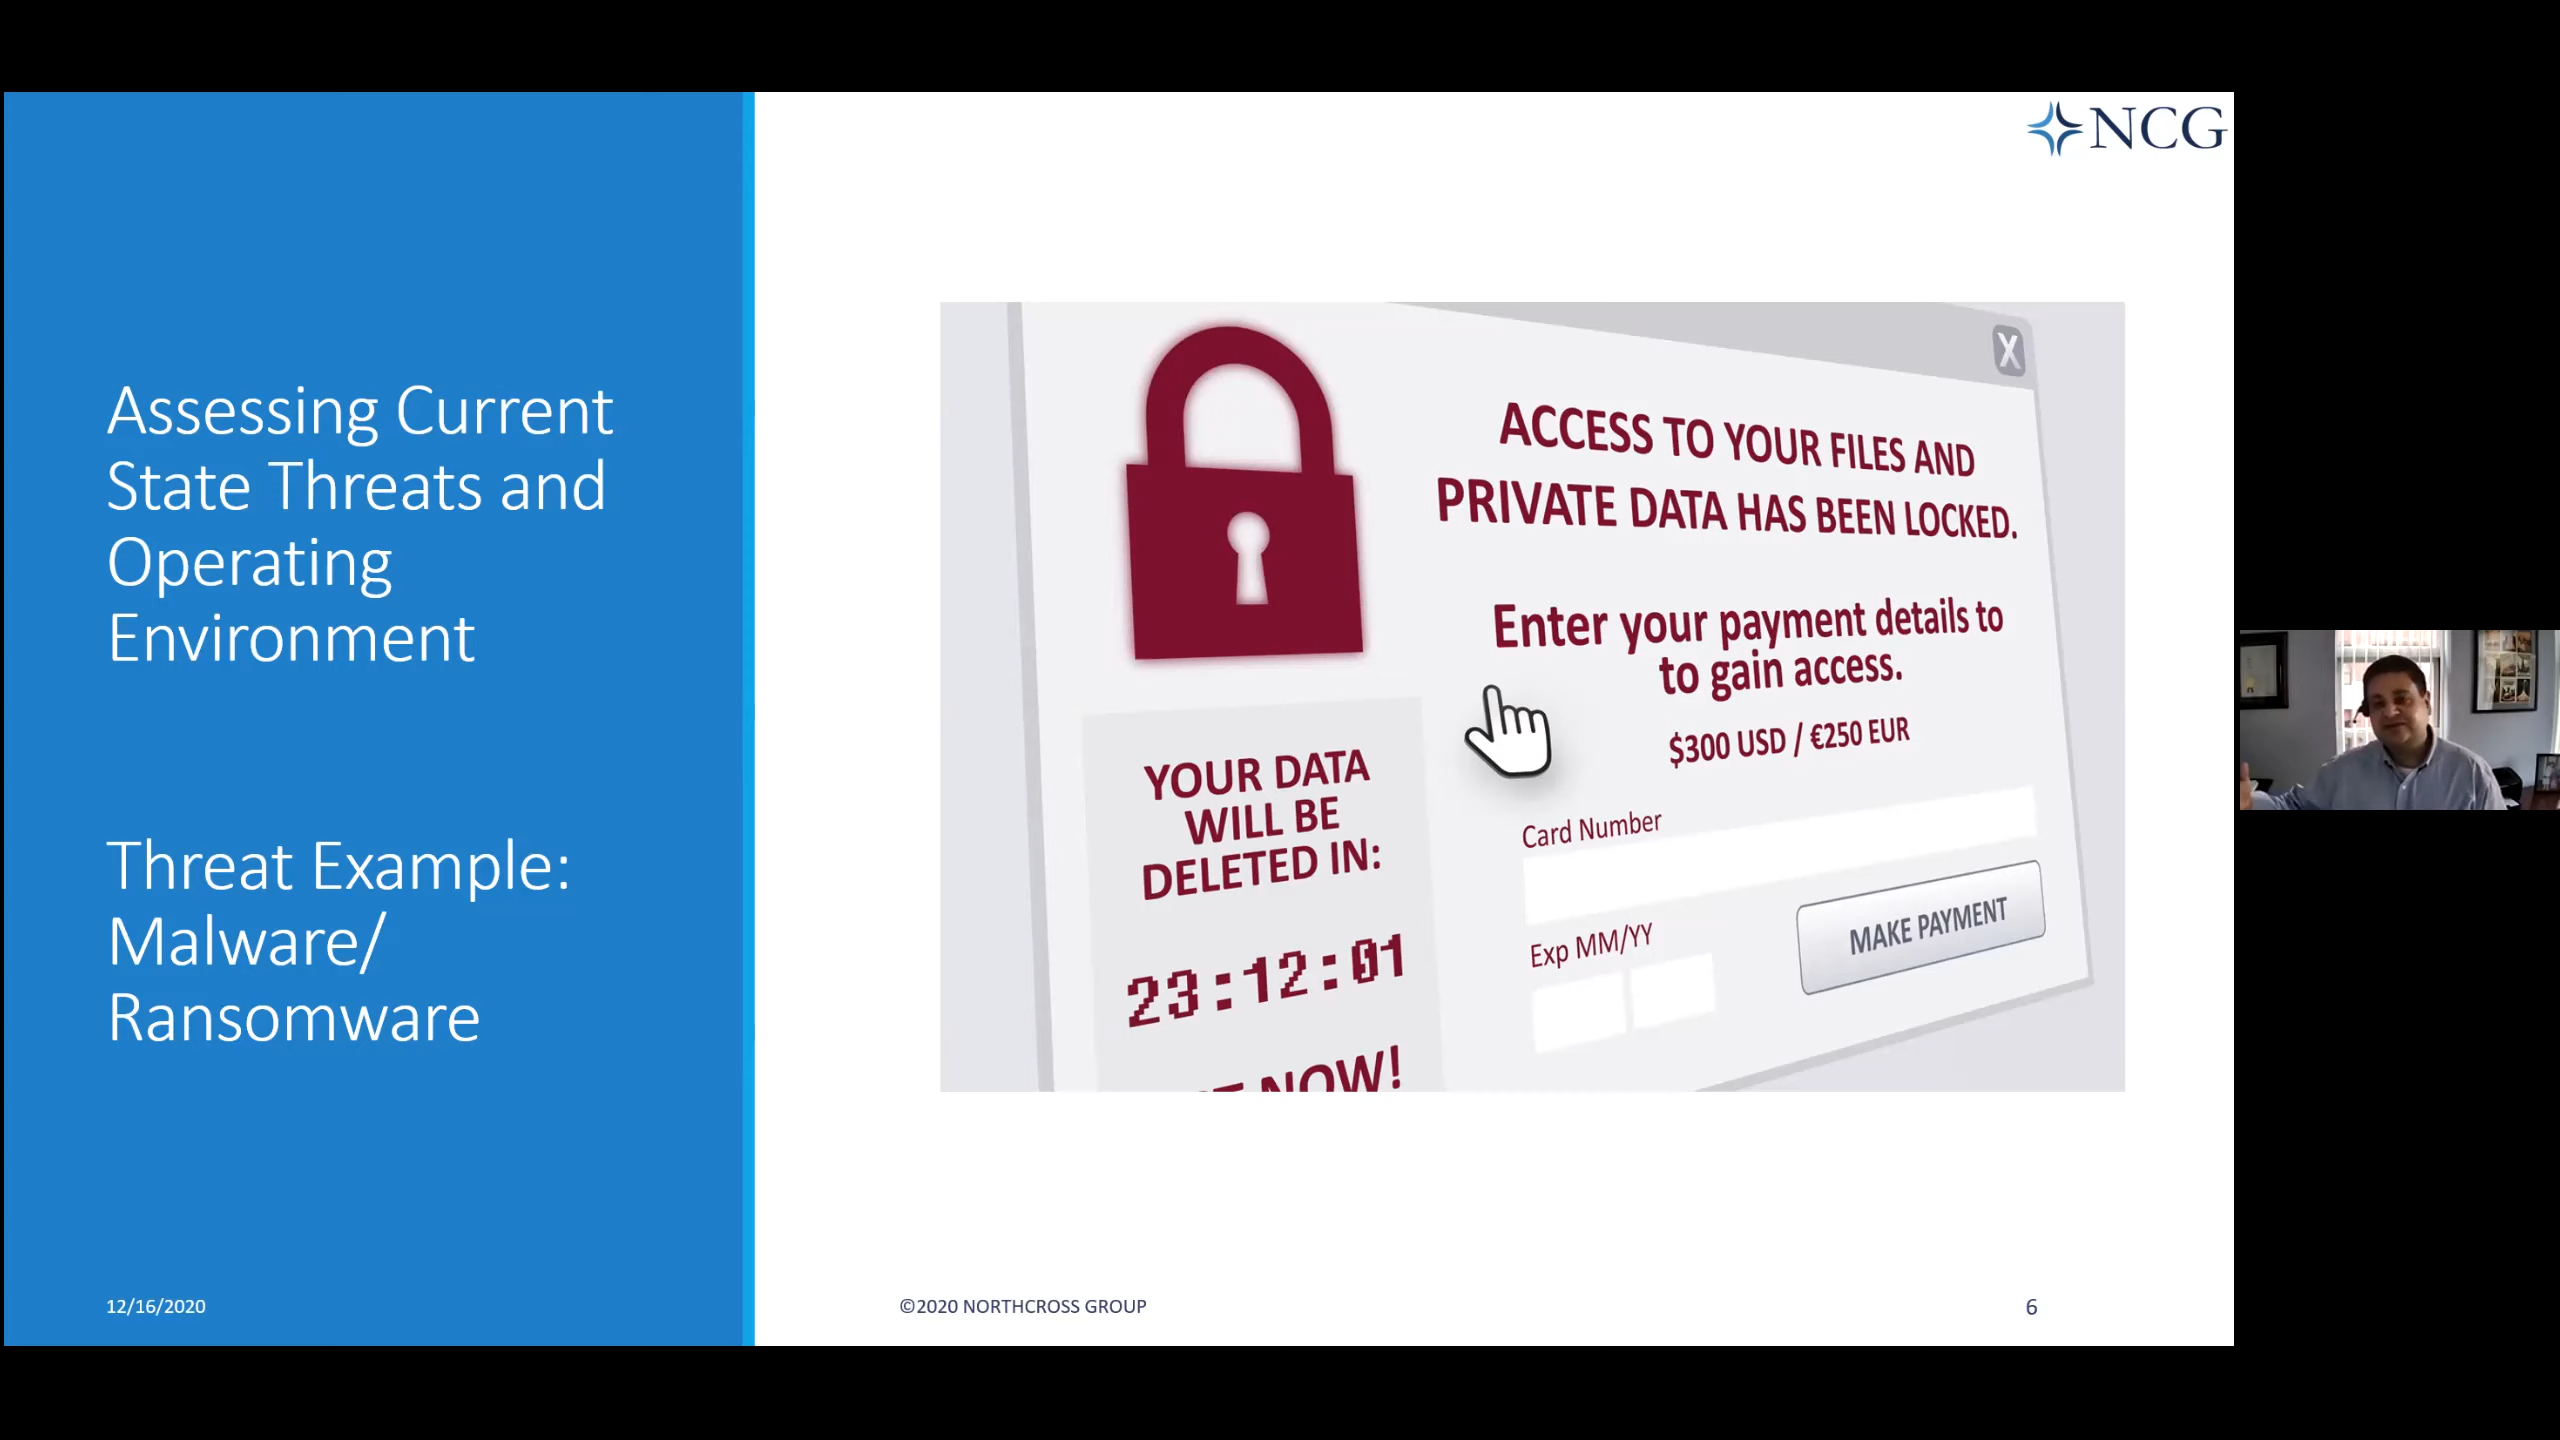 NCG
Assessing Current
State Threats and
Operating
Environment
Threat Example:
Malware/
Ransomware
X
ACCESS TO YOUR FILES AND
PRIVATE DATA HAS BEEN LOCKED.
Enter your payment details to
to gain access.
$300 USD / €250 EUR
YOUR DATA
WILL BE
DELETED IN:
23:12:01
NOW!
Card Number
Exp MM/YY
MAKE PAYMENT
12/16/2020
©2020 NORTHCROSS GROUP
6